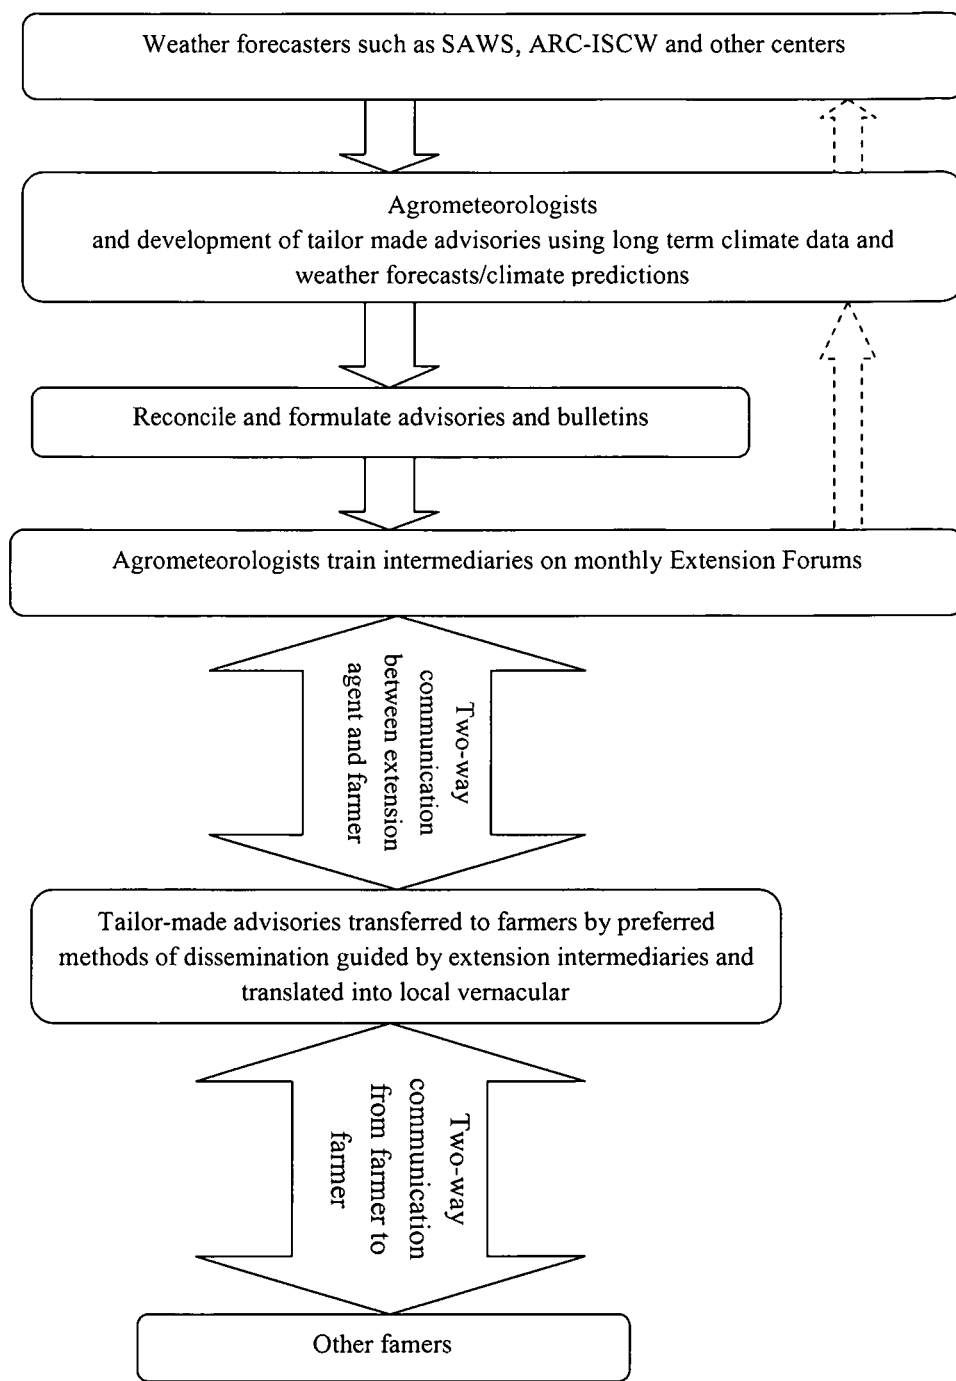 Weather forecasters such as SAWS, ARC-ISCW and other centers
Agrometeorologists
and development of tailor made advisories using long term climate data and
weather forecasts/climate predictions
Reconcile and formulate advisories and bulletins
Agrometeorologists train intermediaries on monthly Extension Forums
Two-way
communication
between extension
agent and farmer
Tailor-made advisories transferred to farmers by preferred
methods of dissemination guided by extension intermediaries and
translated into local vernacular
Two-way
communication
from farmer to
farmer
Other famers